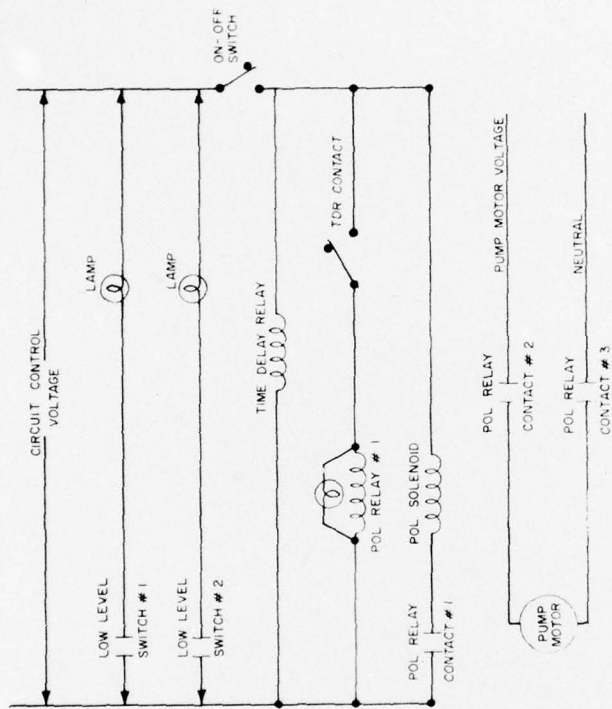 ON-OFF
SWITCH
CIRCUIT CONTROL
VOLTAGE
LAMP
LOW LEVEL
SWITCH # 1
LAMP
LOW LEVEL
SWITCH # 2
TIME DELAY RELAY
TDR CONTACT
POL RELAY # 1
POL SOLENOID
POL RELAY
CONTACT # 1
PUMP MOTOR VOLTAGE
POL RELAY
CONTACT # 2
NEUTRAL
POL RELAY
CONTACT # 3
PUMP
MOTOR